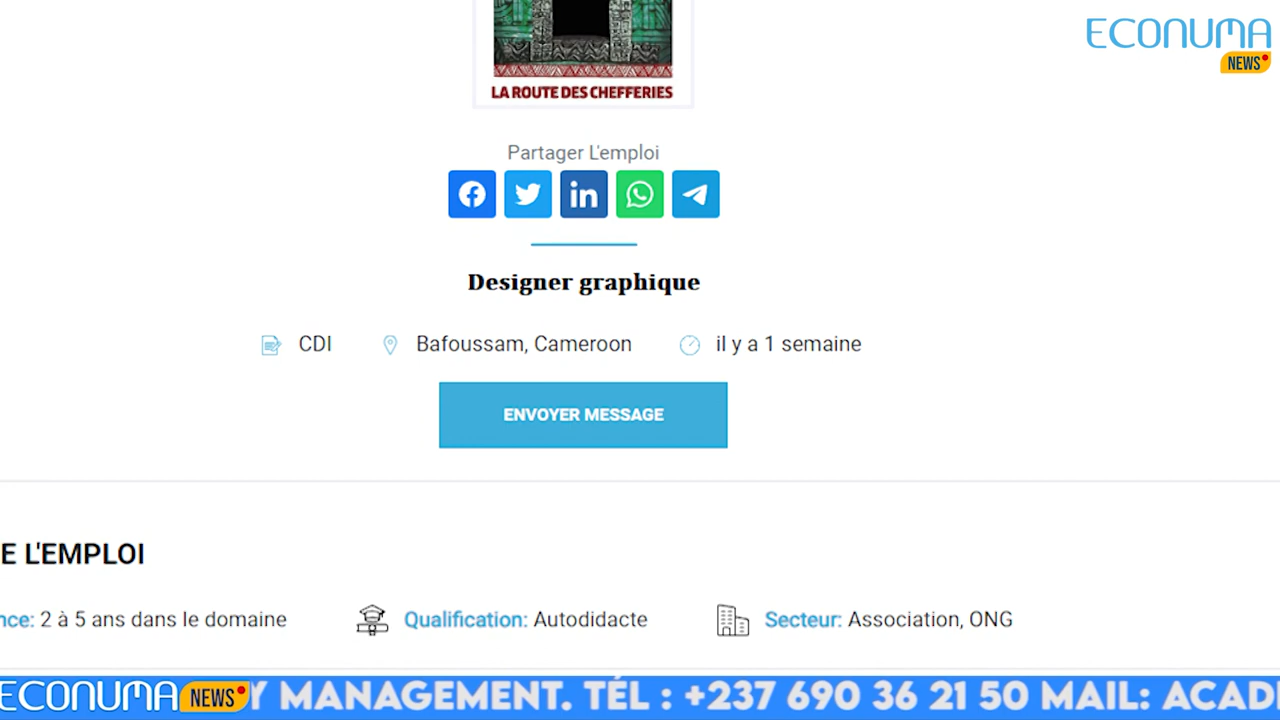 ECONUMA
NEWS
LA ROUTE DES CHEFFERIES
Partager L'emploi
Designer graphique
CDI
Bafoussam, Cameroon
il y a 1 semaine
ENVOYER MESSAGE
E L'EMPLOI
nce: 2 à 5 ans dans le domaine
Qualification: Autodidacte
Secteur: Association, ONG
ECONUMA NEWS Y MANAGEMENT. TÉL : +237 690 36 21 50 MAIL: ACAD